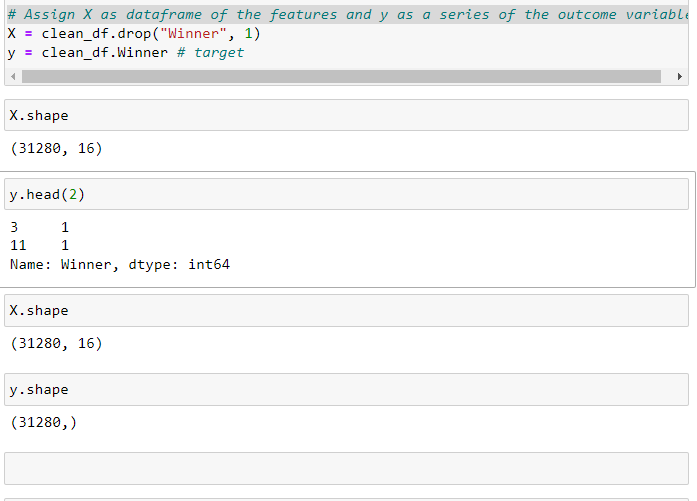 # Assign X as dataframe of the features and y as a series of the outcome variable
X = clean_df.drop("Winner", 1)
y = clean_df.Winner # target
X.shape
(31280, 16)
y.head(2)
3     1
11    1
Name: Winner, dtype: int64
X.shape
(31280, 16)
y.shape
(31280,)